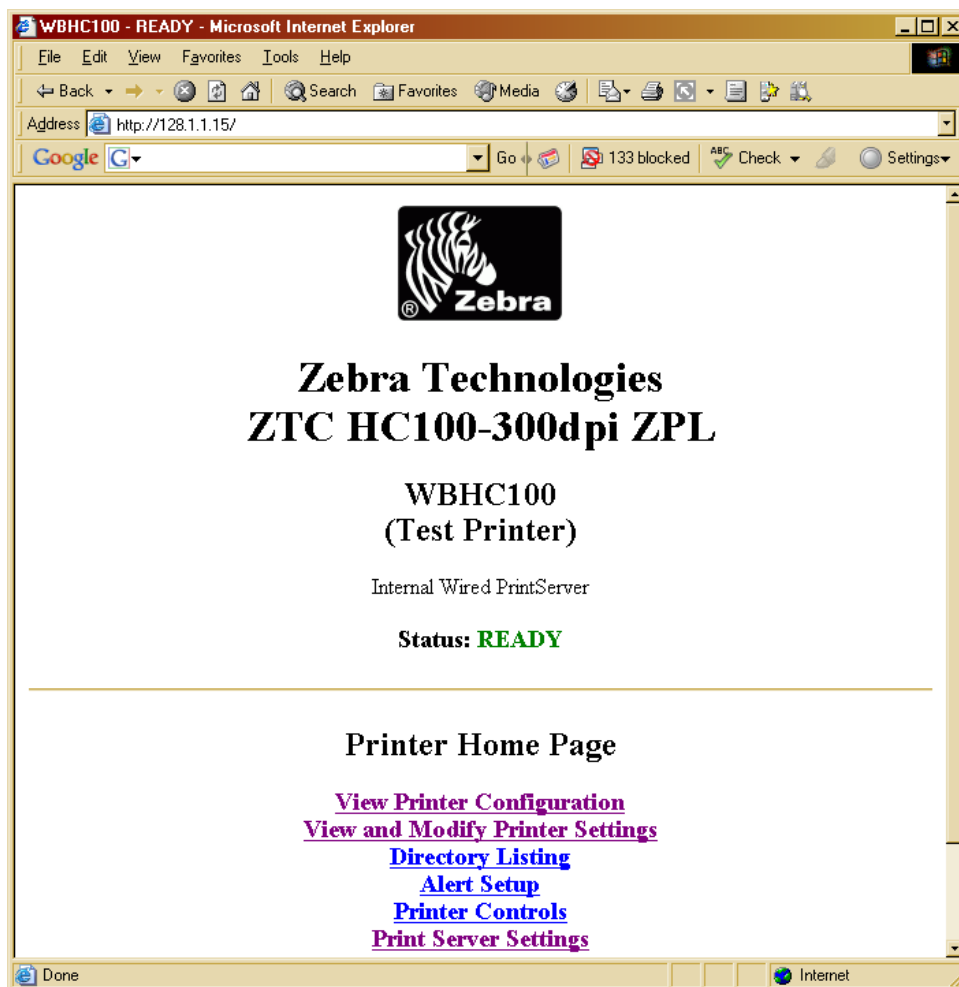 WBHC100 - READY - Microsoft Internet Explorer
File Edit View Favorites Tools Help
Back Search Favorites Media
Address http://128.1.1.15/
Google G Go 133 blocked ABC Check Settings
® Zebra
Zebra Technologies
ZTC HC100-300dpi ZPL
WBHC100
(Test Printer)
Internal Wired PrintServer
Status: READY
Printer Home Page
View Printer Configuration
View and Modify Printer Settings
Directory Listing
Alert Setup
Printer Controls
Print Server Settings
Done Internet